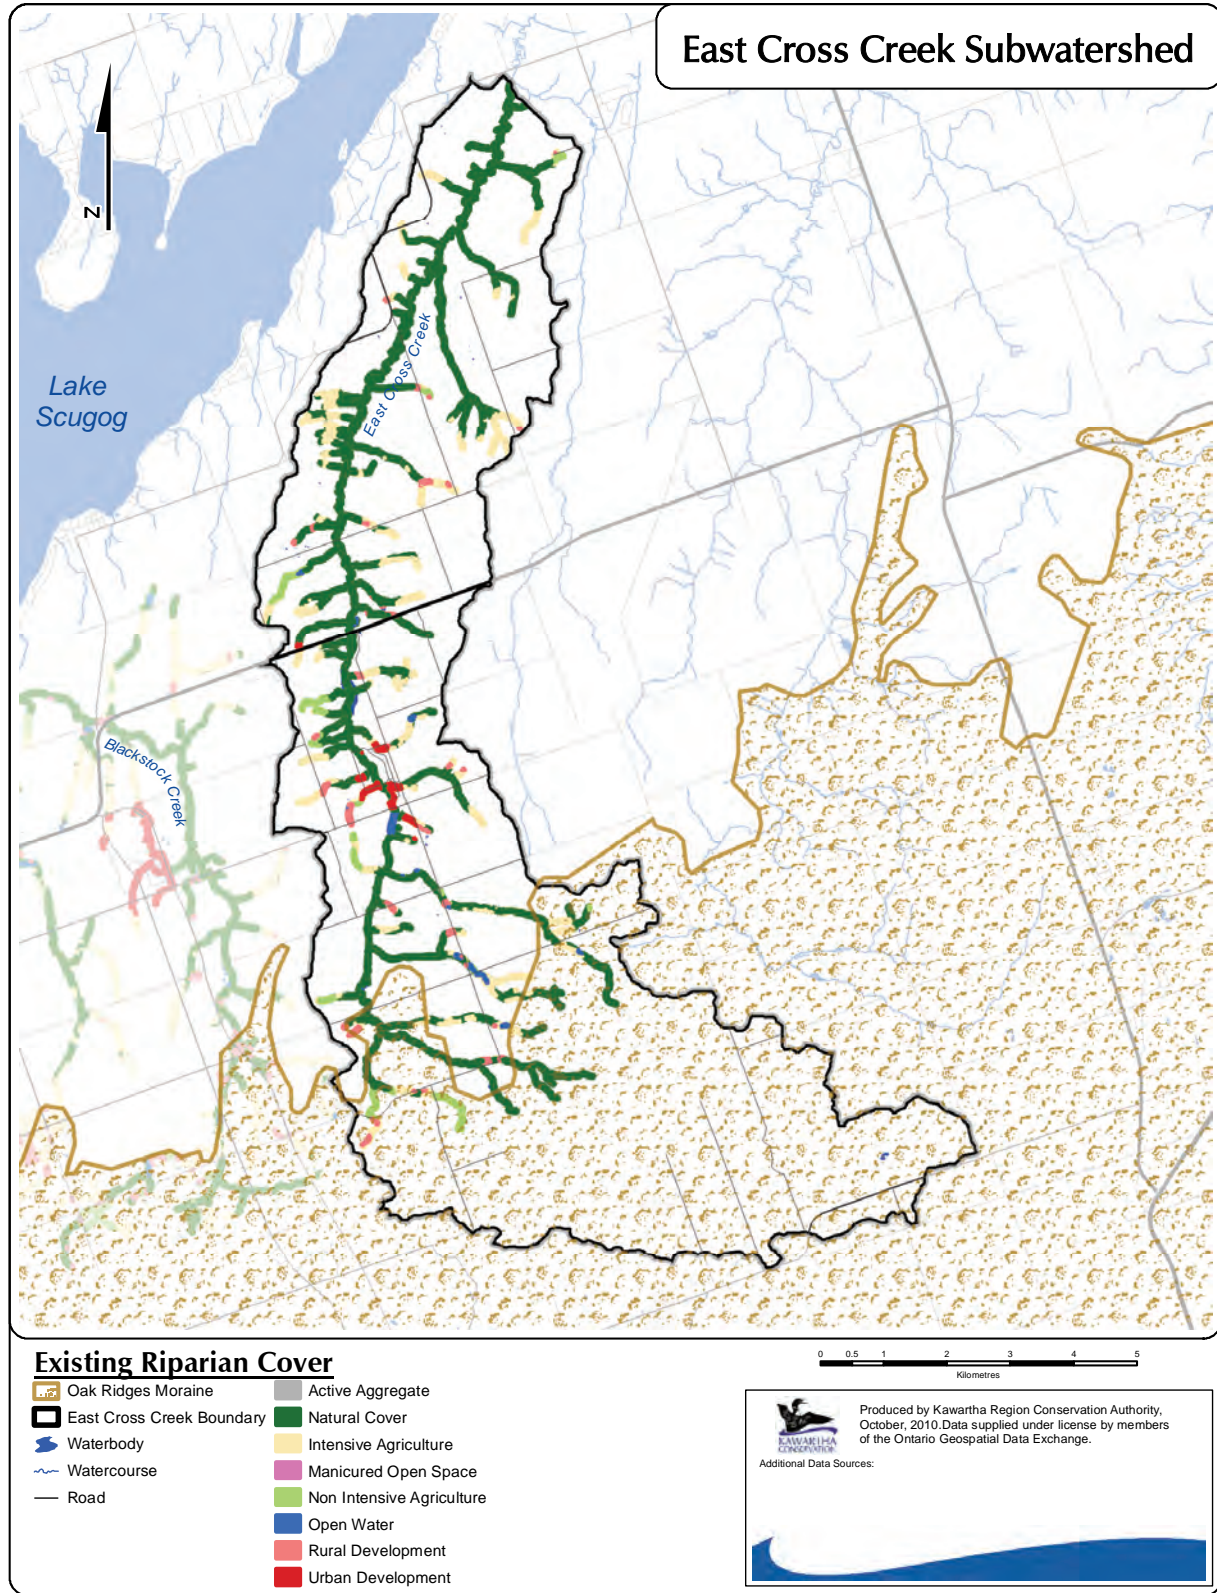 East Cross Creek Subwatershed
N
Lake
Scugog
East Cross Creek
Blackstock Creek
Existing Riparian Cover
Oak Ridges Moraine
East Cross Creek Boundary
Waterbody
Watercourse
Road
Active Aggregate
Natural Cover
Intensive Agriculture
Manicured Open Space
Non Intensive Agriculture
Open Water
Rural Development
Urban Development
0 0.5 1 2 3 4 5
Kilometres
KAWARTHA
CONSERVATION
Produced by Kawartha Region Conservation Authority,
October, 2010.Data supplied under license by members
of the Ontario Geospatial Data Exchange.
Additional Data Sources: